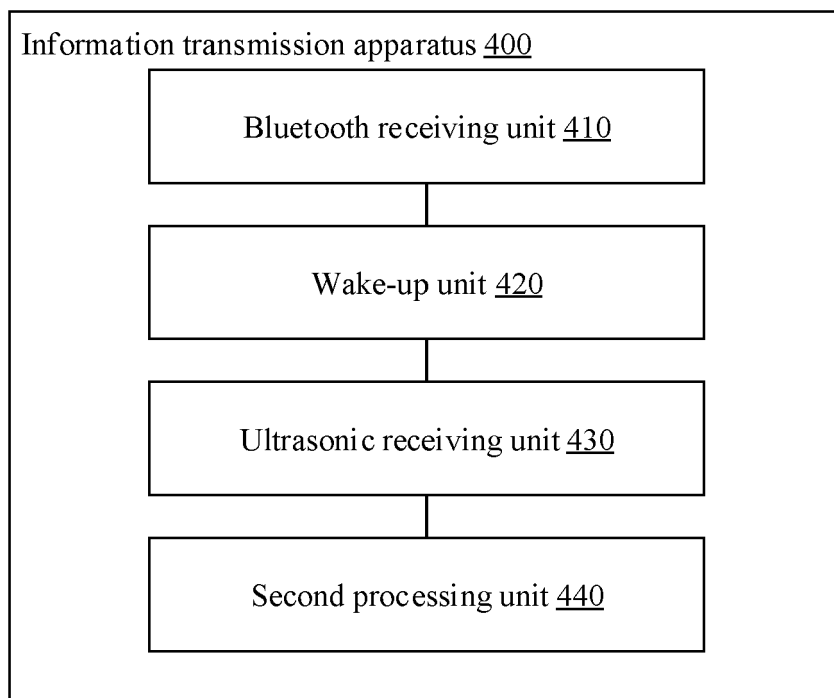 Information transmission apparatus 400
Bluetooth receiving unit 410
Wake-up unit 420
Ultrasonic receiving unit 430
Second processing unit 440